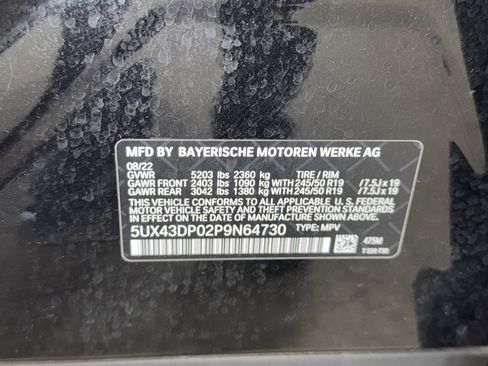 MFD BY BAYERISCHE MOTOREN WERKE AG
08/22
GVWR 5203 lbs 2360 kg TIRE / RIM
GAWR FRONT 2403 lbs 1090 kg WITH 245/50 R19 /7.5J x 19
GAWR REAR 3042 lbs 1380 kg WITH 245/50 R19 /7.5J x 19
THIS VEHICLE CONFORMS TO ALL APPLICABLE U.S. FEDERAL
MOTOR VEHICLE SAFETY STANDARDS IN EFFECT ON THE
DATE OF MANUFACTURE SHOWN ABOVE.
5UX43DP02P9N64730 TYPE: MPV
475M